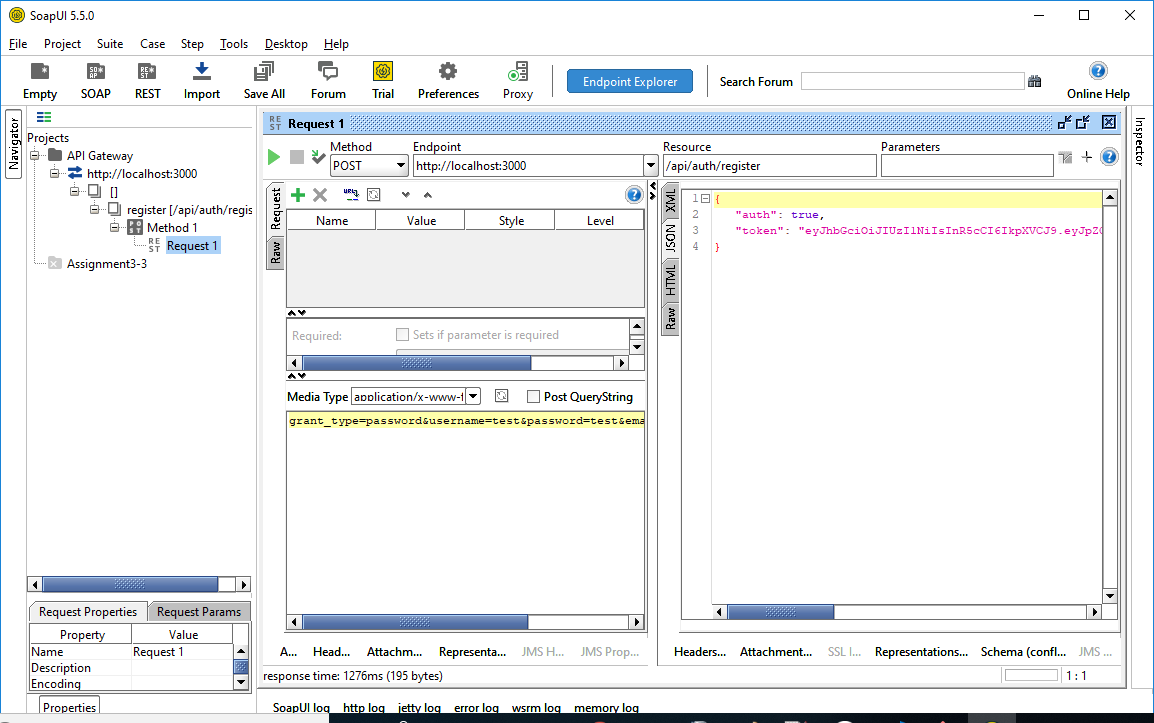 SoapUI 5.5.0
File Project Suite Case Step Tools Desktop Help
Empty SOAP REST Import Save All Forum Trial Preferences Proxy Endpoint Explorer Search Forum Online Help
Navigator
Projects
API Gateway
http://localhost:3000
[]
register [/api/auth/regis
Method 1
REST Request 1
Assignment3-3
Request Properties Request Params
Property Value
Name Request 1
Description
Encoding
Properties
REST Request 1
Method Endpoint Resource Parameters
POST http://localhost:3000 /api/auth/register
Request
Raw
Name Value Style Level
Required: Sets if parameter is required
Media Type application/x-www-f Post QueryString
grant_type=password&username=test&password=test&ema
A... Head... Attachm... Representa... JMS H... JMS Prop...
XML
JSON
HTML
Raw
1 {
2 "auth": true,
3 "token": "eyJhbGciOiJIUzI1NiIsInR5cCI6IkpXVCJ9.eyJpZC
4 }
Headers... Attachment... SSL I... Representations... Schema (confl... JMS ...
response time: 1276ms (195 bytes) 1 : 1
Inspector
SoapUI log http log jetty log error log wsrm log memory log